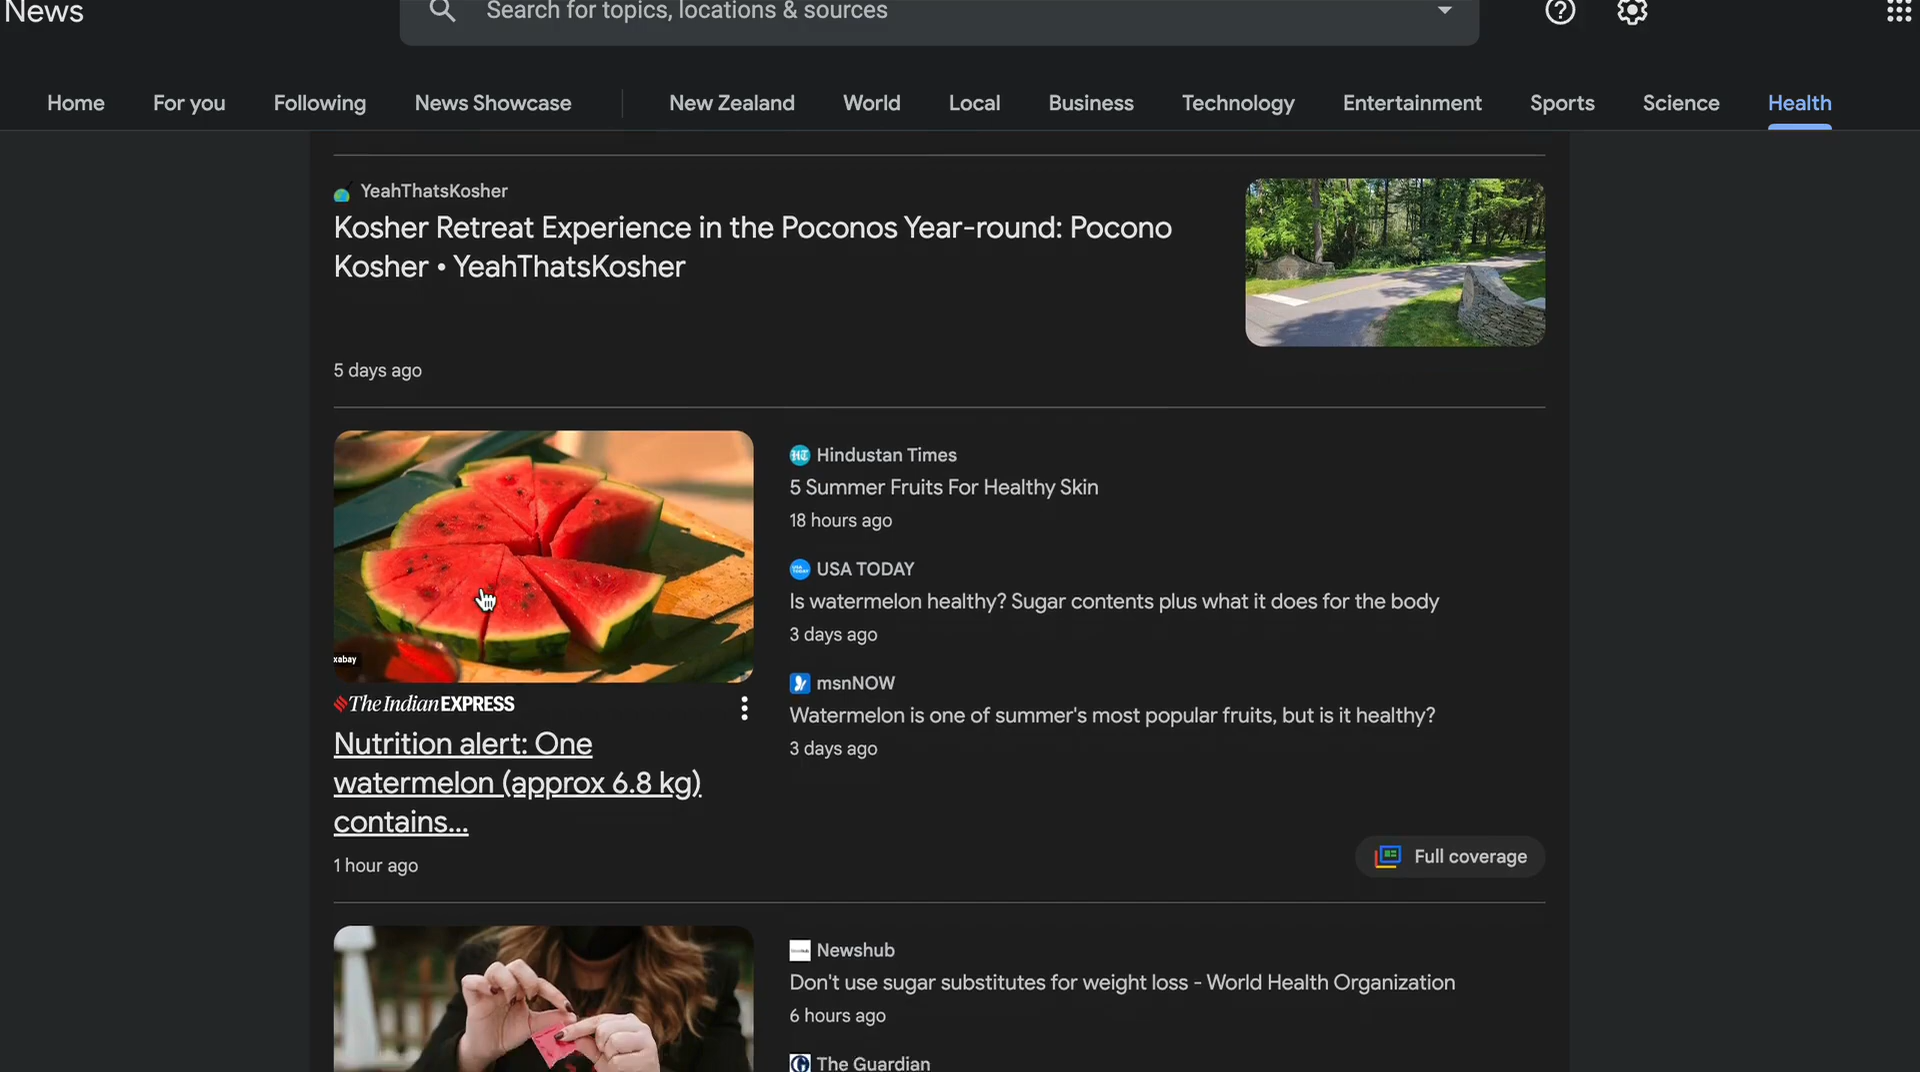 News
Search for topics, locations & sources
Home
For you
Following
News Showcase
New Zealand
World
Local
Business
Technology
Entertainment
Sports
Science
Health
YeahThatsKosher
Kosher Retreat Experience in the Poconos Year-round: Pocono
Kosher • YeahThatsKosher
5 days ago
xabay
The Indian EXPRESS
Nutrition alert: One
watermelon (approx 6.8 kg)
contains...
1 hour ago
Hindustan Times
5 Summer Fruits For Healthy Skin
18 hours ago
USA TODAY
Is watermelon healthy? Sugar contents plus what it does for the body
3 days ago
msnNOW
Watermelon is one of summer's most popular fruits, but is it healthy?
3 days ago
Full coverage
Newshub
Don't use sugar substitutes for weight loss - World Health Organization
6 hours ago
The Guardian